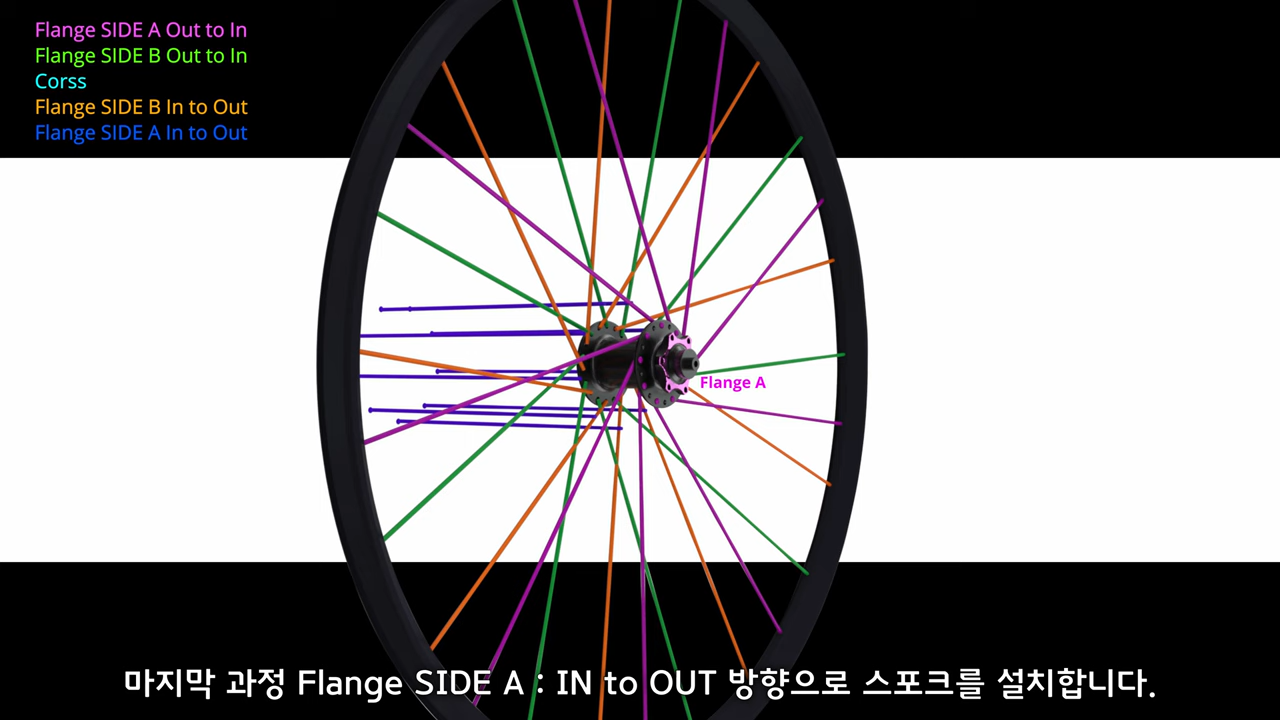 Flange SIDE A Out to In
Flange SIDE B Out to In
Corss
Flange SIDE B In to Out
Flange SIDE A In to Out
Flange A
마지막 과정 Flange SIDE A : IN to OUT 방향으로 스포크를 설치합니다.